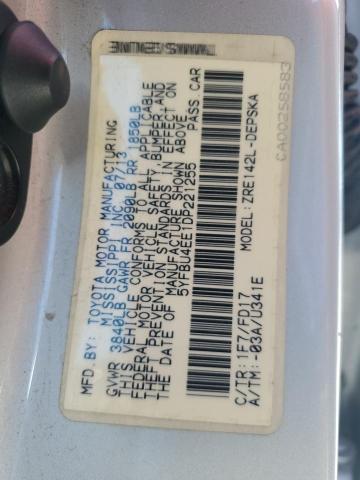 MFD. BY: TOYOTA MOTOR MANUFACTURING
MISSISSIPPI INC. 07/13
GVWR 3840LB GAWR FR 2090LB RR 1850LB
THIS VEHICLE CONFORMS TO ALL APPLICABLE
FEDERAL MOTOR VEHICLE SAFETY, BUMPER, AND
THEFT PREVENTION STANDARDS IN EFFECT ON
THE DATE OF MANUFACTURE SHOWN ABOVE
5YFBU4EE1DP221255 PASS CAR
MODEL: ZRE142L-DEPSKA
C/TR: 1F7/FD17
A/TM: -03A/U341E
CA00258583